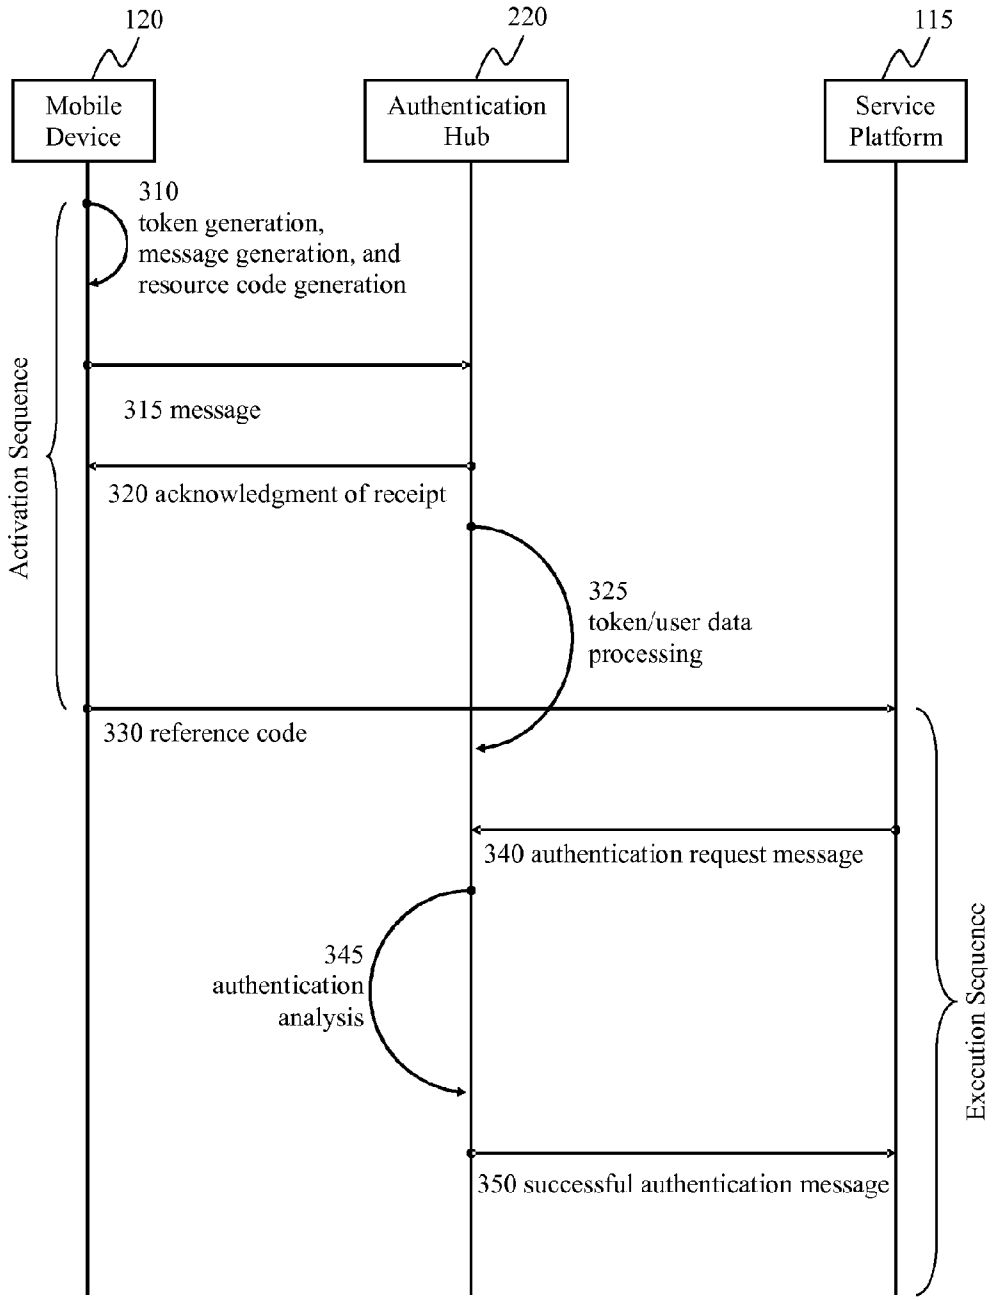 120
220
115
Mobile
Device
Authentication
Hub
Service
Platform
310
token generation,
message generation, and
resource code generation
Activation Sequence
315 message
320 acknowledgment of receipt
325
token/user data
processing
330 reference code
340 authentication request message
345
authentication
analysis
Execution Sequence
350 successful authentication message